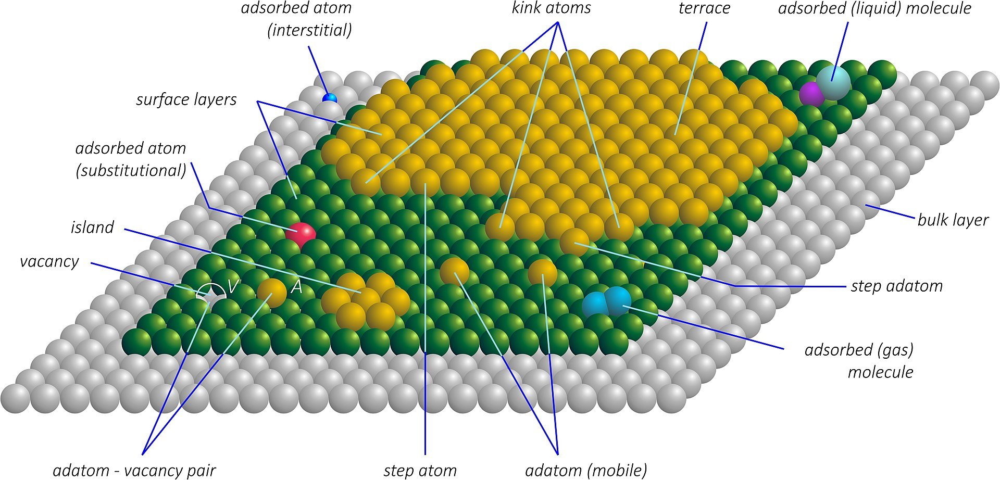 adsorbed atom
(interstitial)
kink atoms
terrace
adsorbed (liquid) molecule
surface layers
adsorbed atom
(substitutional)
island
vacancy
V
A
bulk layer
step adatom
adsorbed (gas)
molecule
adatom - vacancy pair
step atom
adatom (mobile)